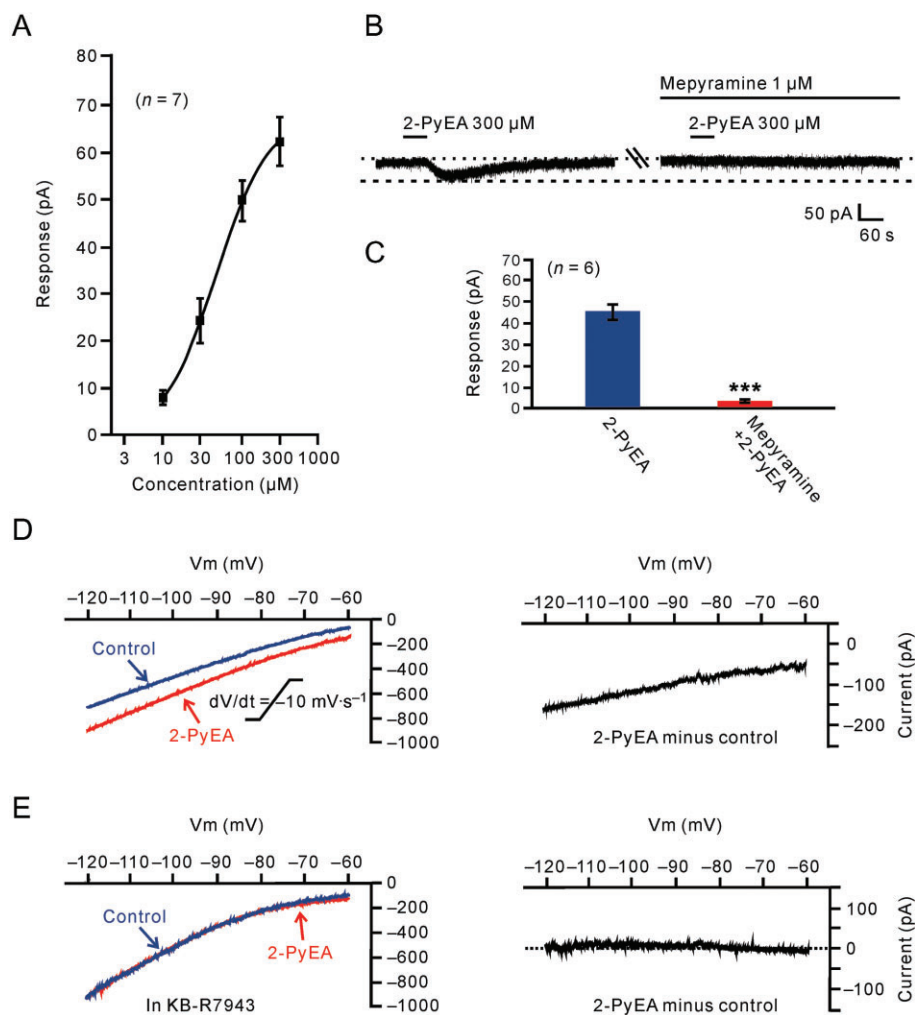 A
80
70
60
50
40
30
20
10
0
(n = 7)
Response (pA)
3 10 30 100 300 1000
Concentration (µM)
B
Mepyramine 1 µM
2-PyEA 300 µM
2-PyEA 300 µM
50 pA
60 s
C
70
60
50
40
30
20
10
0
(n = 6)
Response (pA)
***
2-PyEA
Mepyramine
+2-PyEA
D
Vm (mV)
–120 –110 –100 –90 –80 –70 –60
0
–200
–400
–600
–800
–1000
Control
2-PyEA
dV/dt = –10 mV·s–1
Vm (mV)
–120 –110 –100 –90 –80 –70 –60
0
–100
–200
Current (pA)
2-PyEA minus control
E
Vm (mV)
–120 –110 –100 –90 –80 –70 –60
0
–200
–400
–600
–800
–1000
Control
2-PyEA
In KB-R7943
Vm (mV)
–120 –110 –100 –90 –80 –70 –60
100
0
–100
Current (pA)
2-PyEA minus control